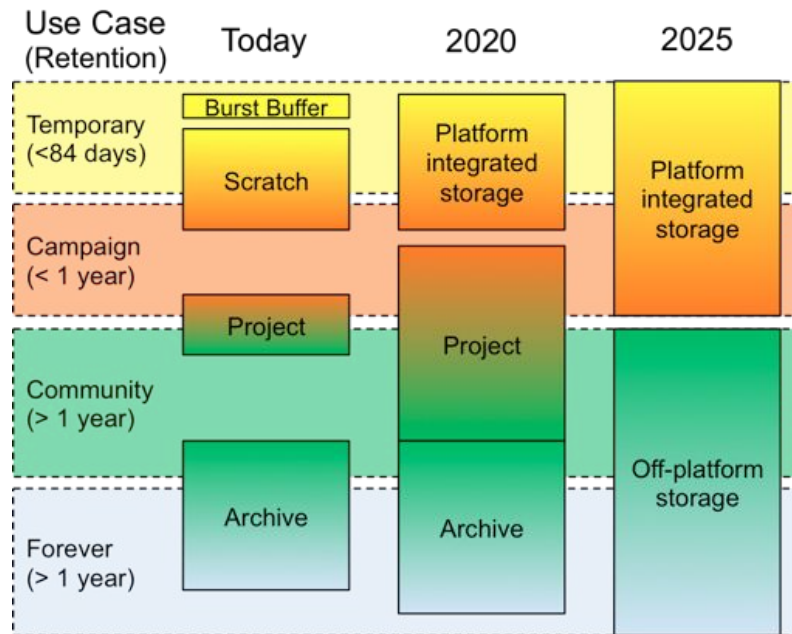 Use Case
(Retention)
Today
2020
2025
Temporary
(<84 days)
Burst Buffer
Scratch
Platform
integrated
storage
Platform
integrated
storage
Campaign
(< 1 year)
Project
Project
Community
(> 1 year)
Archive
Archive
Off-platform
storage
Forever
(> 1 year)